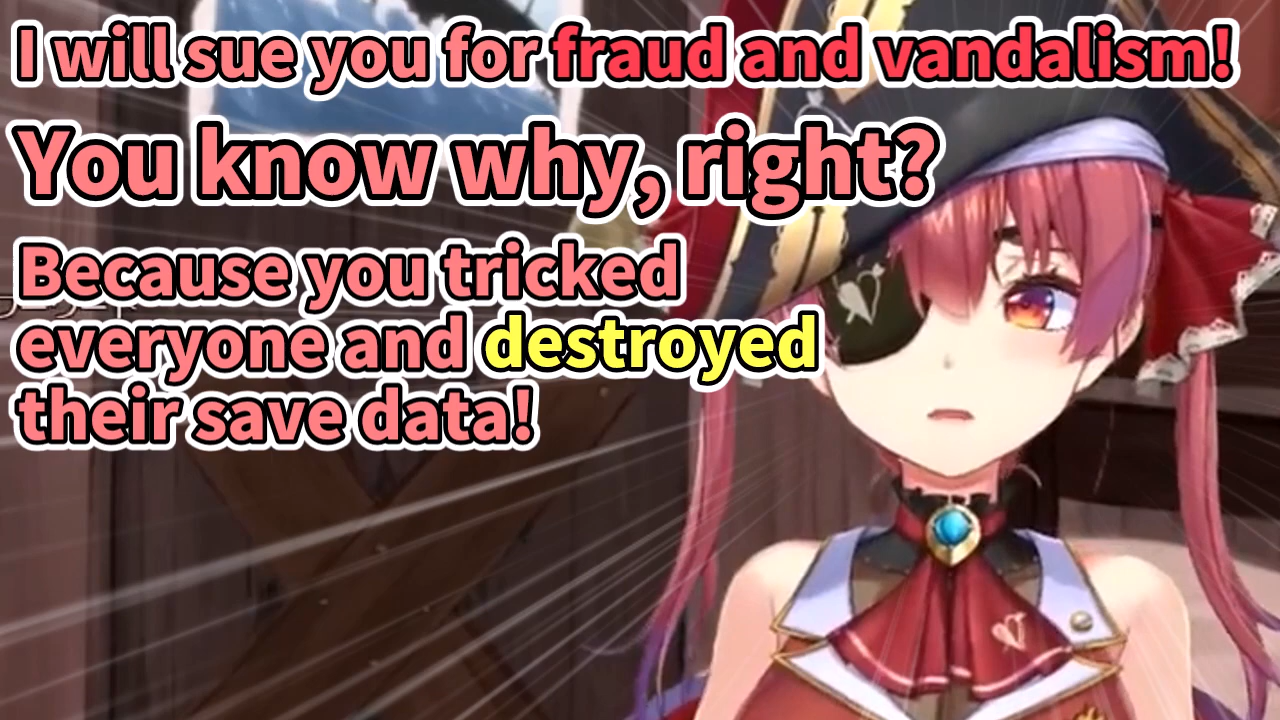 I will sue you for fraud and vandalism!
You know why, right?
Because you tricked
everyone and destroyed
their save data!